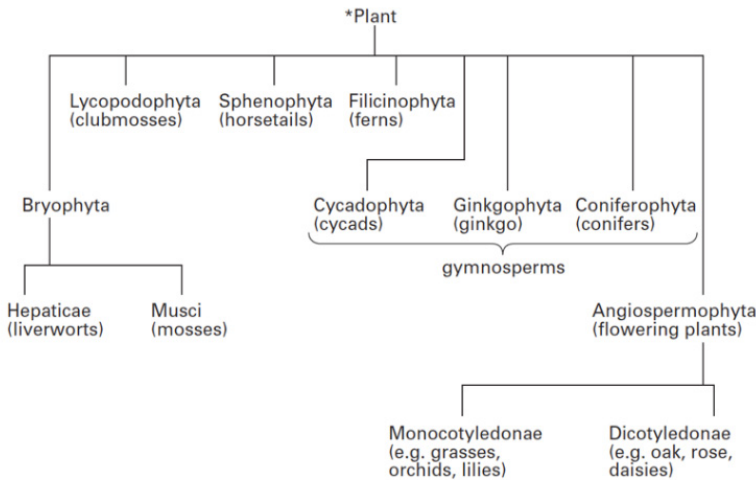 *Plant
Lycopodophyta
(clubmosses)
Sphenophyta
(horsetails)
Filicinophyta
(ferns)
Bryophyta
Cycadophyta
(cycads)
Ginkgophyta
(ginkgo)
Coniferophyta
(conifers)
gymnosperms
Hepaticae
(liverworts)
Musci
(mosses)
Angiospermophyta
(flowering plants)
Monocotyledonae
(e.g. grasses,
orchids, lilies)
Dicotyledonae
(e.g. oak, rose,
daisies)